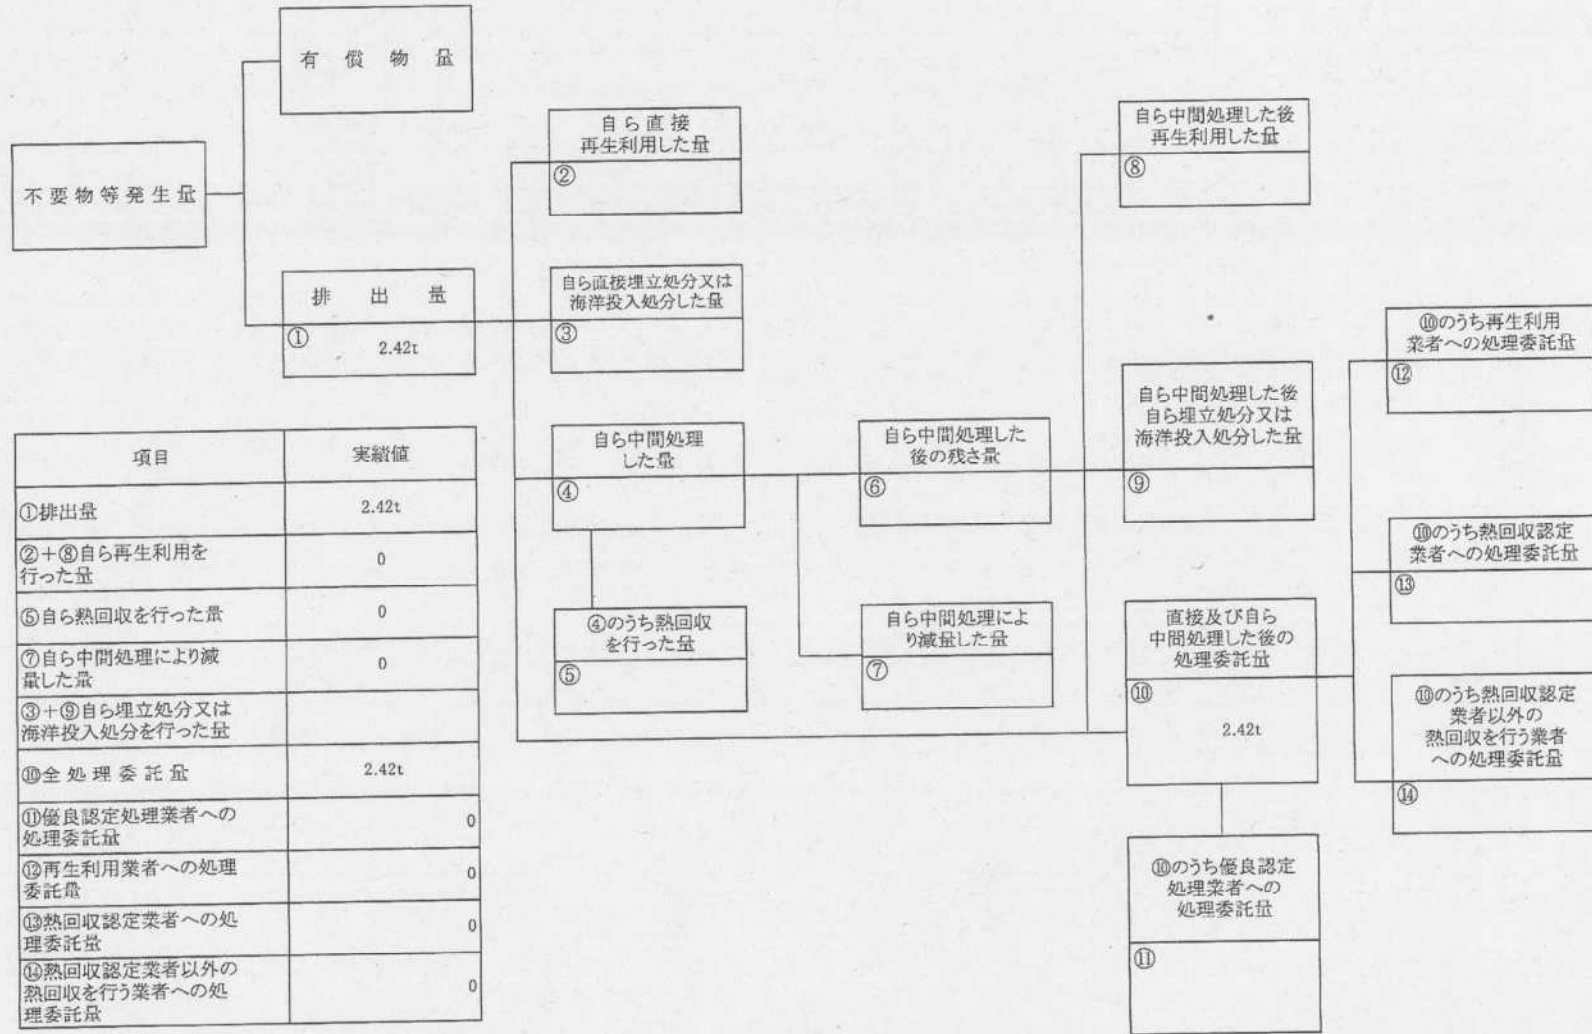 有償物量
不要物等発生量
排出量
①
2.42t
自ら直接
再生利用した量
②
自ら直接埋立処分又は
海洋投入処分した量
③
自ら中間処理
した量
④
④のうち熱回収
を行った量
⑤
自ら中間処理した
後の残さ量
⑥
自ら中間処理によ
り減量した量
⑦
自ら中間処理した後
再生利用した量
⑧
自ら中間処理した後
自ら埋立処分又は
海洋投入処分した量
⑨
直接及び自ら
中間処理した後の
処理委託量
⑩
2.42t
⑩のうち優良認定
処理業者への
処理委託量
⑪
⑩のうち再生利用
業者への処理委託量
⑫
⑩のうち熱回収認定
業者への処理委託量
⑬
⑩のうち熱回収認定
業者以外の
熱回収を行う業者
への処理委託量
⑭
項目 実績値
①排出量 2.42t
②+⑧自ら再生利用を
行った量 0
⑤自ら熱回収を行った量 0
⑦自ら中間処理により減
量した量 0
③+⑨自ら埋立処分又は
海洋投入処分を行った量
⑩全処理委託量 2.42t
⑪優良認定処理業者への
処理委託量 0
⑫再生利用業者への処理
委託量 0
⑬熱回収認定業者への処
理委託量 0
⑭熱回収認定業者以外の
熱回収を行う業者への処
理委託量 0